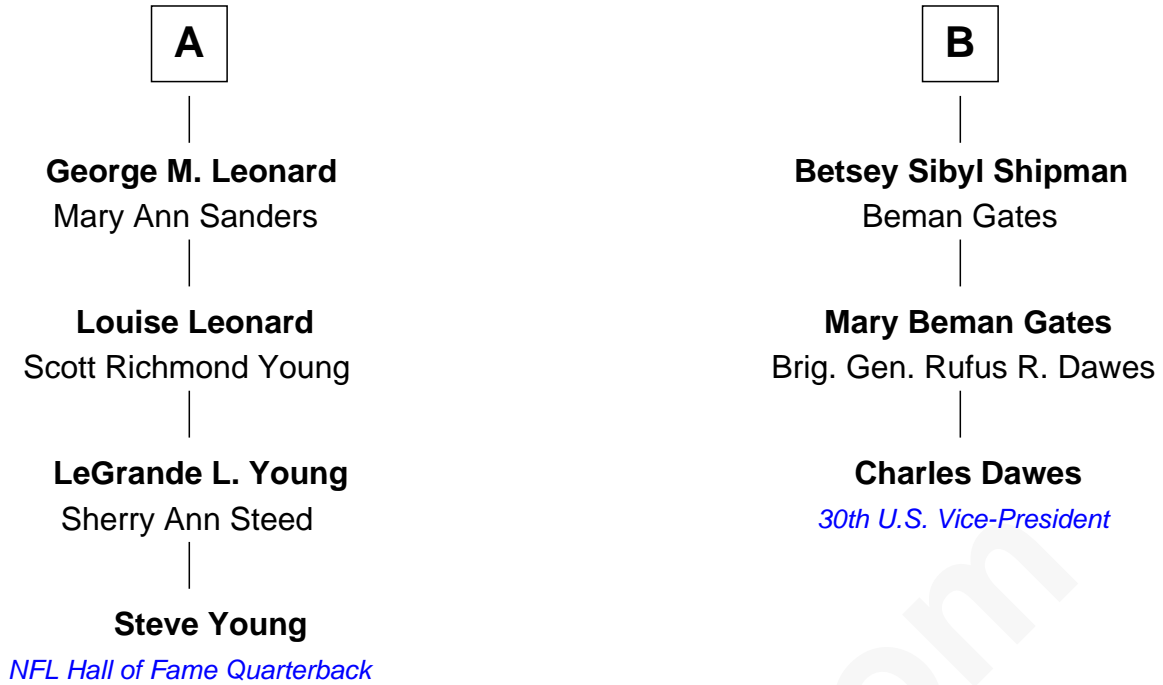 A
George M. Leonard
Mary Ann Sanders
Louise Leonard
Scott Richmond Young
LeGrande L. Young
Sherry Ann Steed
Steve Young
NFL Hall of Fame Quarterback
B
Betsey Sibyl Shipman
Beman Gates
Mary Beman Gates
Brig. Gen. Rufus R. Dawes
Charles Dawes
30th U.S. Vice-President
om